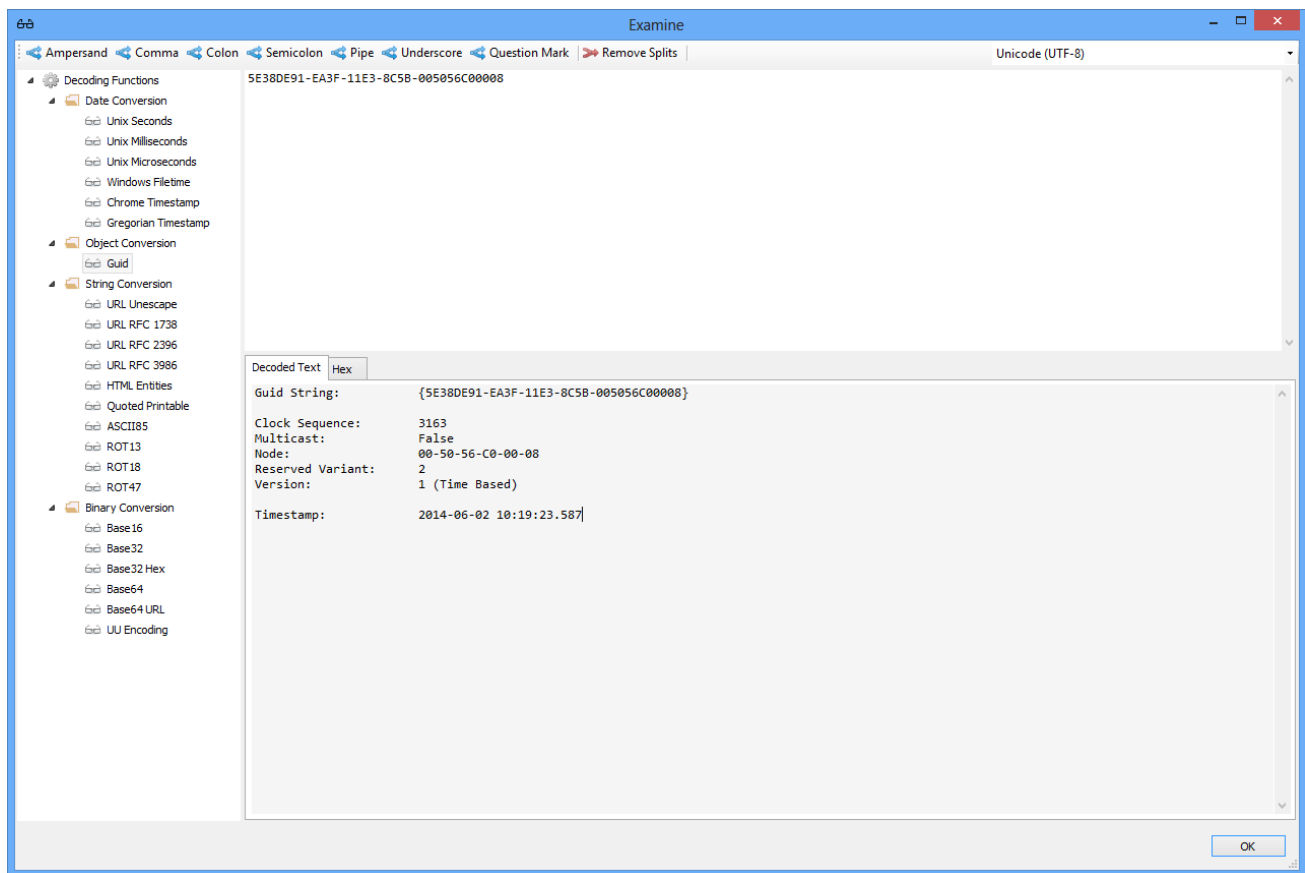 Examine
Ampersand Comma Colon Semicolon Pipe Underscore Question Mark Remove Splits Unicode (UTF-8)
Decoding Functions
Date Conversion
Unix Seconds
Unix Milliseconds
Unix Microseconds
Windows Filetime
Chrome Timestamp
Gregorian Timestamp
Object Conversion
Guid
String Conversion
URL Unescape
URL RFC 1738
URL RFC 2396
URL RFC 3986
HTML Entities
Quoted Printable
ASCII85
ROT13
ROT18
ROT47
Binary Conversion
Base16
Base32
Base32 Hex
Base64
Base64 URL
UU Encoding
5E38DE91-EA3F-11E3-8C5B-005056C00008
Decoded Text Hex
Guid String: {5E38DE91-EA3F-11E3-8C5B-005056C00008}
Clock Sequence: 3163
Multicast: False
Node: 00-50-56-C0-00-08
Reserved Variant: 2
Version: 1 (Time Based)
Timestamp: 2014-06-02 10:19:23.587
OK